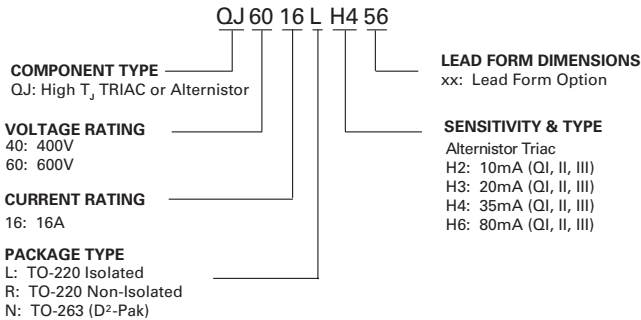 QJ 60 16 L H4 56
COMPONENT TYPE
QJ: High TJ TRIAC or Alternistor
VOLTAGE RATING
40: 400V
60: 600V
CURRENT RATING
16: 16A
PACKAGE TYPE
L: TO-220 Isolated
R: TO-220 Non-Isolated
N: TO-263 (D²-Pak)
LEAD FORM DIMENSIONS
xx: Lead Form Option
SENSITIVITY & TYPE
Alternistor Triac
H2: 10mA (QI, II, III)
H3: 20mA (QI, II, III)
H4: 35mA (QI, II, III)
H6: 80mA (QI, II, III)